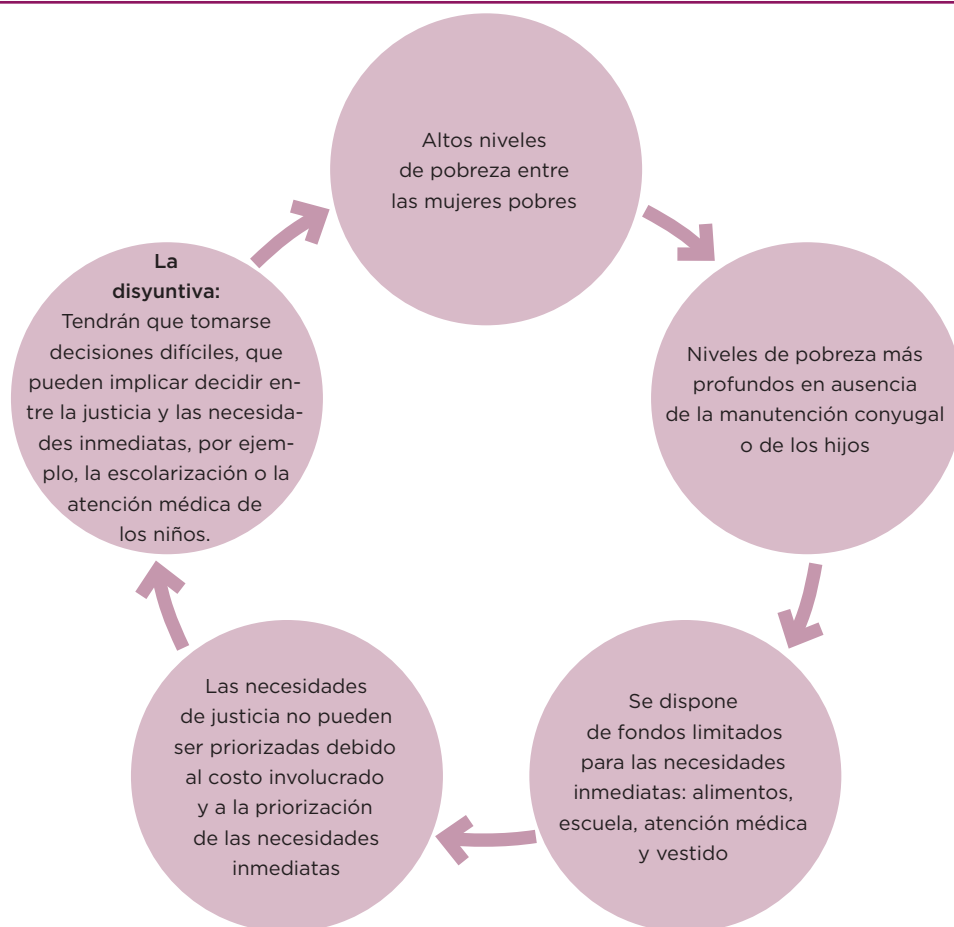 Altos niveles
de pobreza entre
las mujeres pobres
Niveles de pobreza más
profundos en ausencia
de la manutención conyugal
o de los hijos
Se dispone
de fondos limitados
para las necesidades
inmediatas: alimentos,
escuela, atención médica
y vestido
Las necesidades
de justicia no pueden
ser priorizadas debido
al costo involucrado
y a la priorización
de las necesidades
inmediatas
La
disyuntiva:
Tendrán que tomarse
decisiones difíciles, que
pueden implicar decidir en-
tre la justicia y las necesida-
des inmediatas, por ejem-
plo, la escolarización o la
atención médica de
los niños.